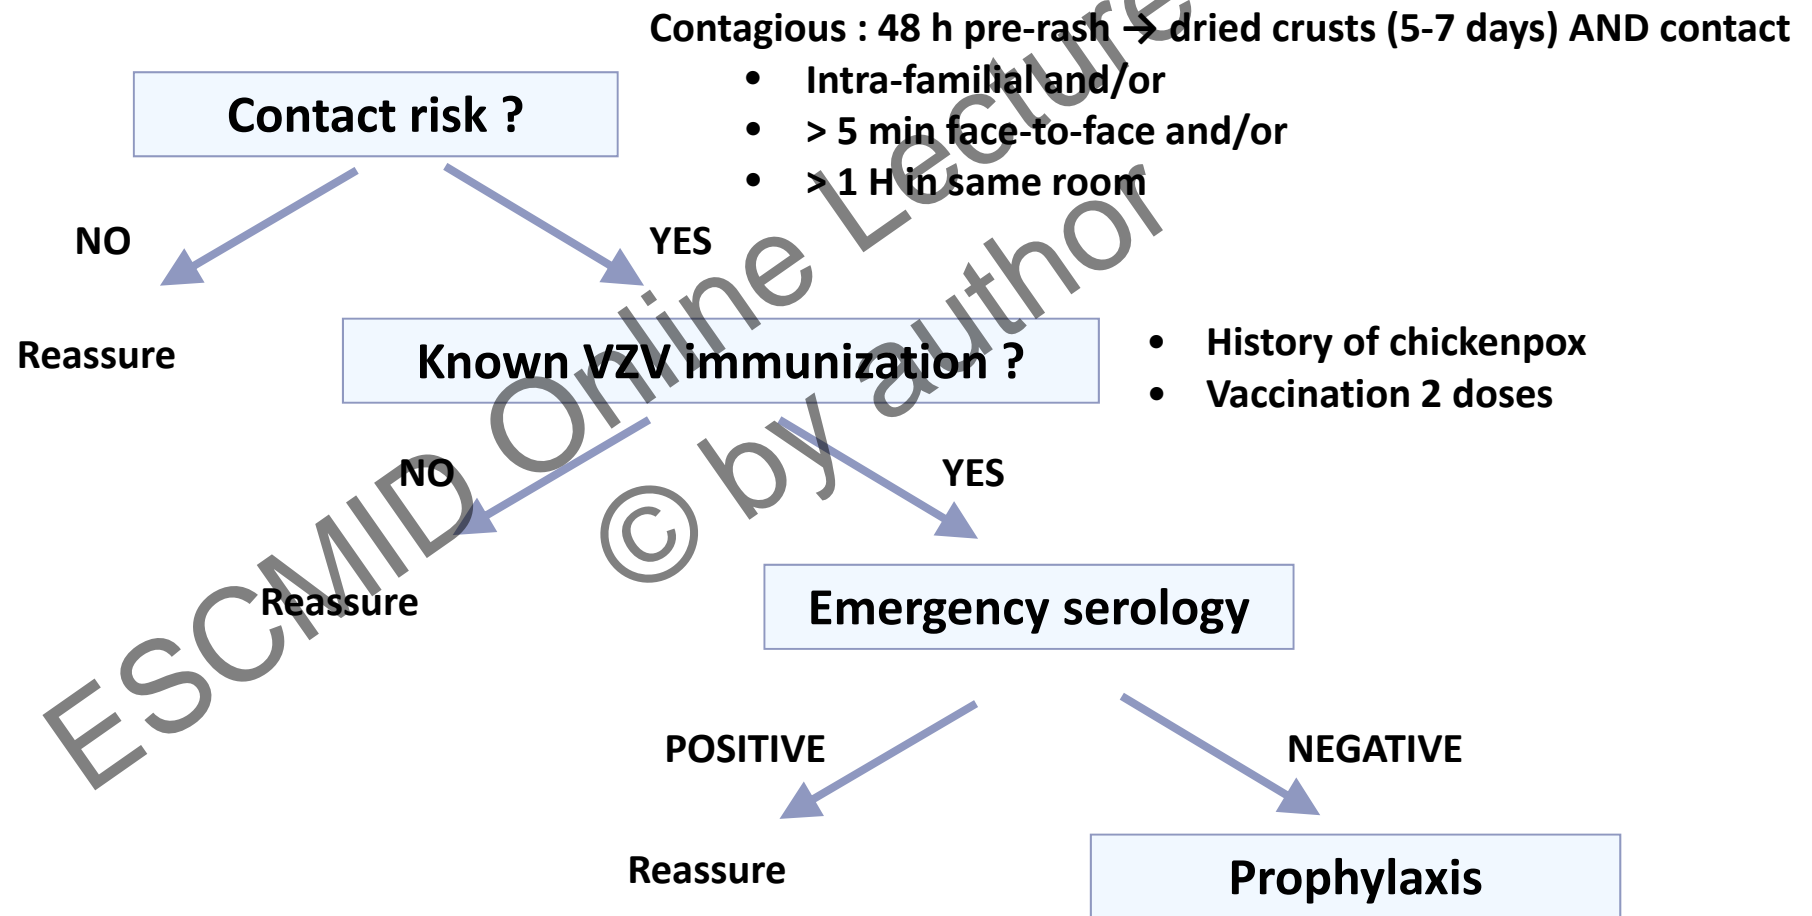 Contagious : 48 h pre-rash → dried crusts (5-7 days) AND contact
• Intra-familial and/or
• > 5 min face-to-face and/or
• > 1 H in same room
Contact risk ?
NO
YES
Reassure
Known VZV immunization ?
• History of chickenpox
• Vaccination 2 doses
NO
YES
Reassure
Emergency serology
POSITIVE
NEGATIVE
Reassure
Prophylaxis
ESCMID Online Lecture
© by author